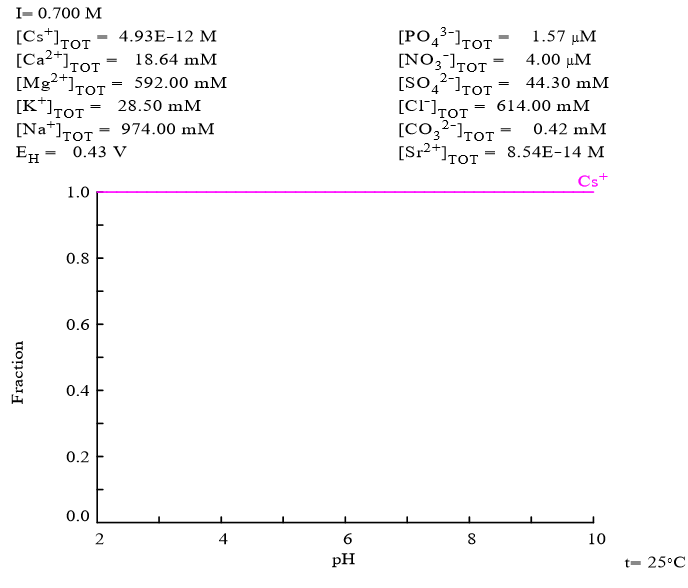 I= 0.700 M
[Cs⁺]TOT = 4.93E-12 M [PO₄³⁻]TOT = 1.57 µM
[Ca²⁺]TOT = 18.64 mM [NO₃⁻]TOT = 4.00 µM
[Mg²⁺]TOT = 592.00 mM [SO₄²⁻]TOT = 44.30 mM
[K⁺]TOT = 28.50 mM [Cl⁻]TOT = 614.00 mM
[Na⁺]TOT = 974.00 mM [CO₃²⁻]TOT = 0.42 mM
E_H = 0.43 V [Sr²⁺]TOT = 8.54E-14 M
Cs⁺
1.0
0.8
0.6
0.4
0.2
0.0
Fraction
2 4 6 8 10
pH
t= 25°C